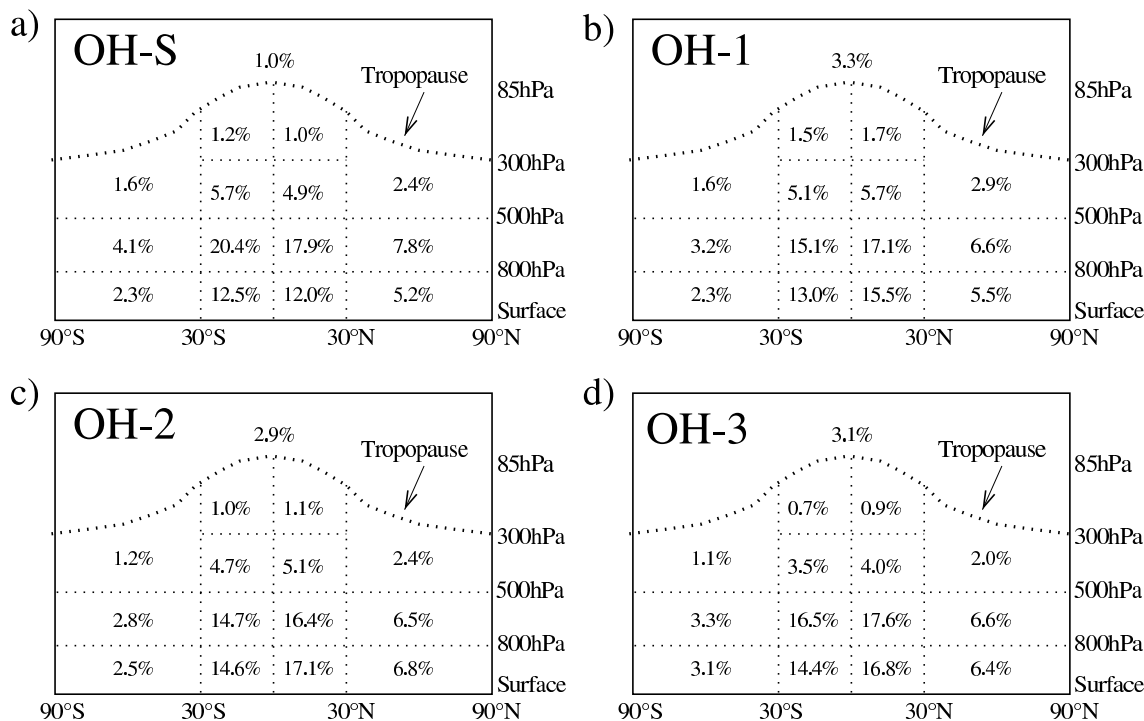 a)
OH-S
1.0%
Tropopause
85hPa
1.2% 1.0%
300hPa
1.6% 5.7% 4.9% 2.4%
500hPa
4.1% 20.4% 17.9% 7.8%
800hPa
2.3% 12.5% 12.0% 5.2%
Surface
90°S 30°S 30°N 90°N
b)
OH-1
3.3%
Tropopause
85hPa
1.5% 1.7%
300hPa
1.6% 5.1% 5.7% 2.9%
500hPa
3.2% 15.1% 17.1% 6.6%
800hPa
2.3% 13.0% 15.5% 5.5%
Surface
90°S 30°S 30°N 90°N
c)
OH-2
2.9%
Tropopause
85hPa
1.0% 1.1%
300hPa
1.2% 4.7% 5.1% 2.4%
500hPa
2.8% 14.7% 16.4% 6.5%
800hPa
2.5% 14.6% 17.1% 6.8%
Surface
90°S 30°S 30°N 90°N
d)
OH-3
3.1%
Tropopause
85hPa
0.7% 0.9%
300hPa
1.1% 3.5% 4.0% 2.0%
500hPa
3.3% 16.5% 17.6% 6.6%
800hPa
3.1% 14.4% 16.8% 6.4%
Surface
90°S 30°S 30°N 90°N